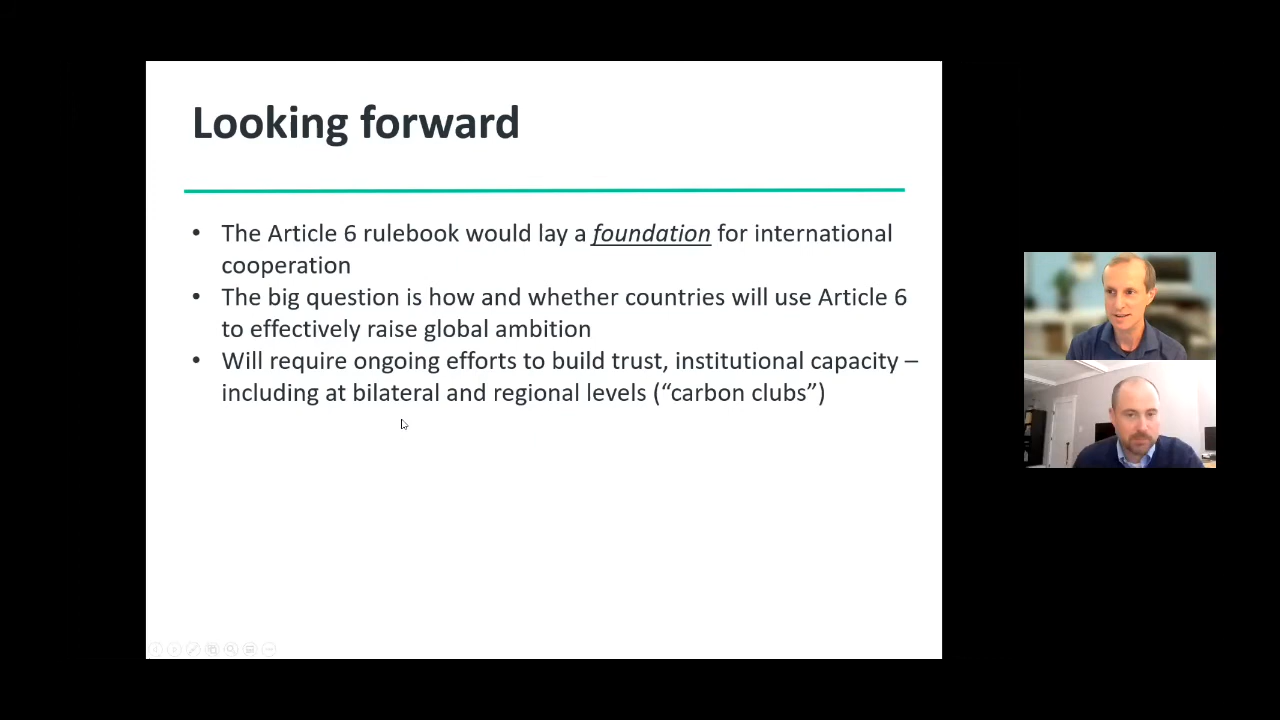 Looking forward
• The Article 6 rulebook would lay a foundation for international
cooperation
• The big question is how and whether countries will use Article 6
to effectively raise global ambition
• Will require ongoing efforts to build trust, institutional capacity –
including at bilateral and regional levels (“carbon clubs”)